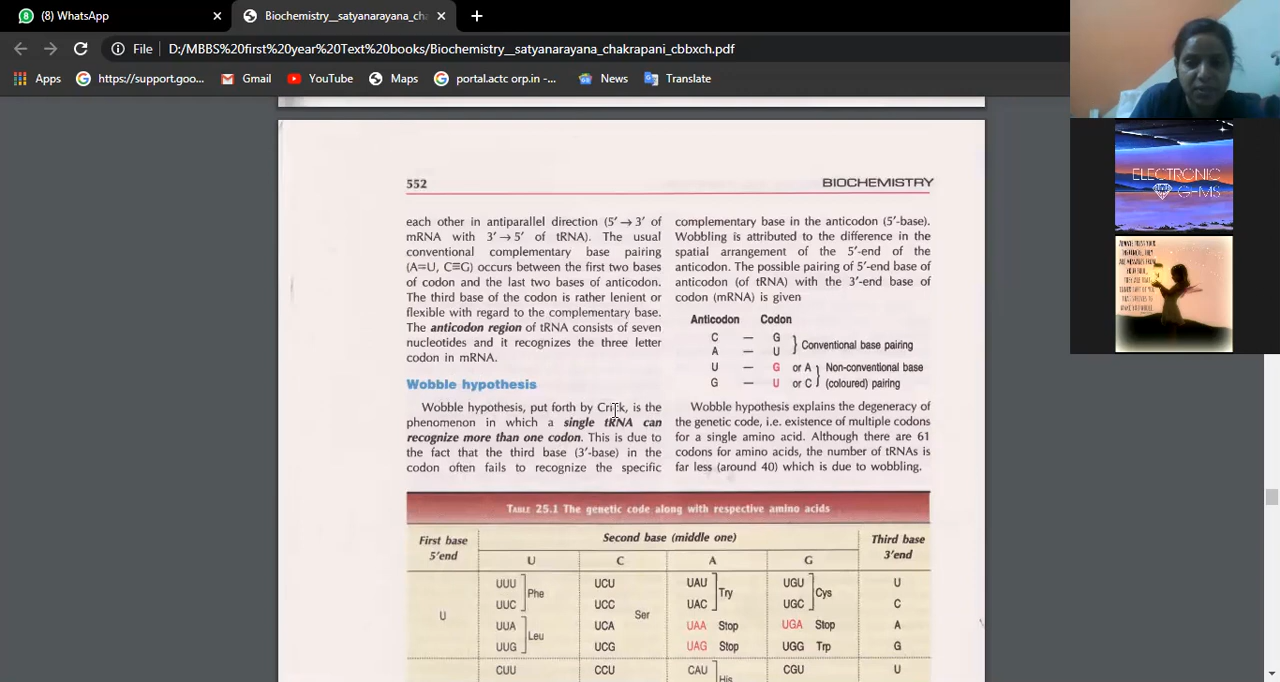 (8) WhatsApp
Biochemistry__satyanarayana_cha
File
D:/MBBS%20first%20year%20Text%20books/Biochemistry__satyanarayana_chakrapani_cbbxch.pdf
Apps
https://support.goo...
Gmail
YouTube
Maps
portal.actc orp.in -...
News
Translate
ELECTRONIC
GEMS
552
BIOCHEMISTRY
each other in antiparallel direction (5' → 3' of
mRNA with 3' → 5' of tRNA). The usual
conventional complementary base pairing
(A=U, C≡G) occurs between the first two bases
of codon and the last two bases of anticodon.
The third base of the codon is rather lenient or
flexible with regard to the complementary base.
The anticodon region of tRNA consists of seven
nucleotides and it recognizes the three letter
codon in mRNA.
Wobble hypothesis
Wobble hypothesis, put forth by Crick, is the
phenomenon in which a single tRNA can
recognize more than one codon. This is due to
the fact that the third base (3'-base) in the
codon often fails to recognize the specific
complementary base in the anticodon (5'-base).
Wobbling is attributed to the difference in the
spatial arrangement of the 5'-end of the
anticodon. The possible pairing of 5'-end base of
anticodon (of tRNA) with the 3'-end base of
codon (mRNA) is given
Anticodon Codon
C — G
A — U
Conventional base pairing
U — G or A
G — U or C
Non-conventional base
(coloured) pairing
Wobble hypothesis explains the degeneracy of
the genetic code, i.e. existence of multiple codons
for a single amino acid. Although there are 61
codons for amino acids, the number of tRNAs is
far less (around 40) which is due to wobbling.
TABLE 25.1 The genetic code along with respective amino acids
First base
5'end
Second base (middle one)
Third base
3'end
U C A G
UUU UCU UAU UGU U
Phe Try Cys
UUC UCC UAC UGC C
U Ser
UUA UCA UAA Stop UGA Stop A
Leu
UUG UCG UAG Stop UGG Trp G
CUU CCU CAU CGU U
His